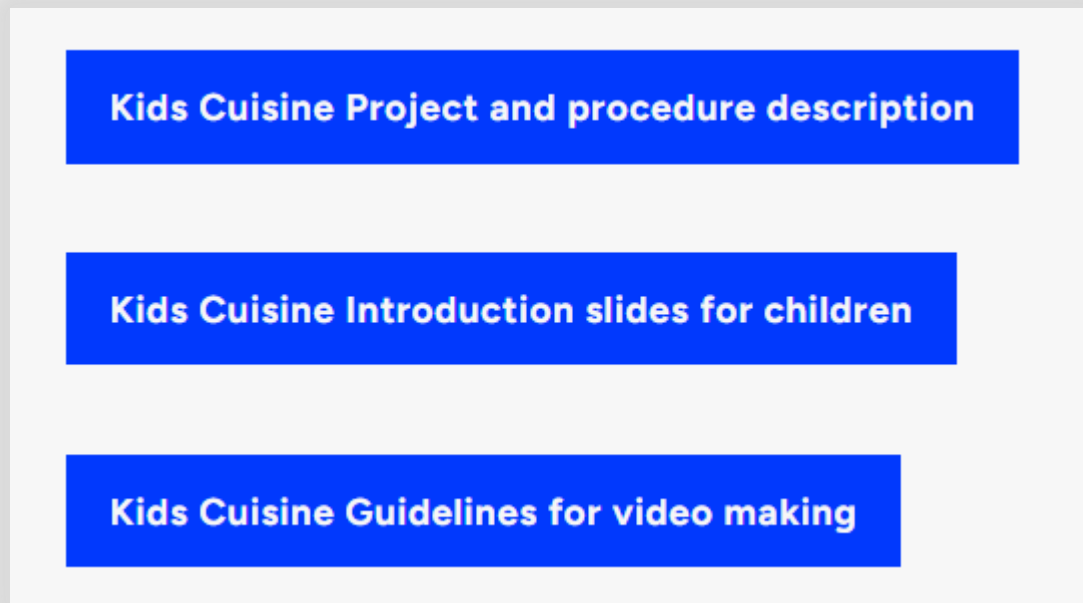 Kids Cuisine Project and procedure description
Kids Cuisine Introduction slides for children
Kids Cuisine Guidelines for video making